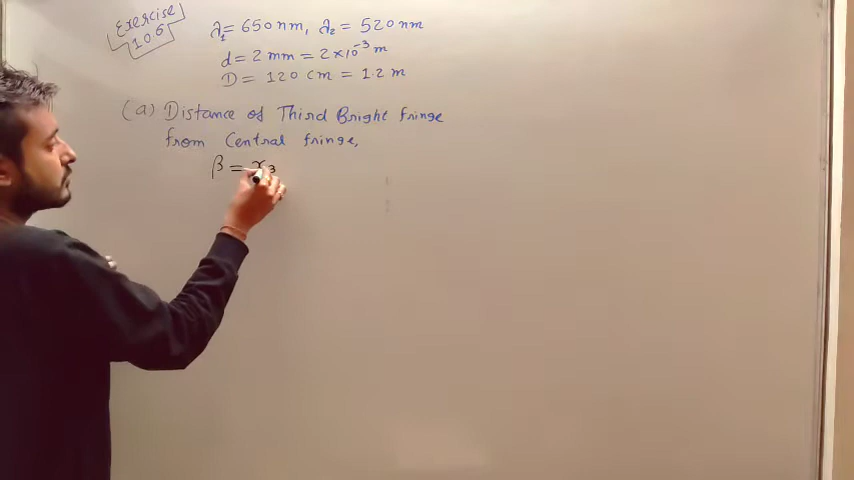 Exercise
10.6
λ₁ = 650 nm, λ₂ = 520 nm
d = 2 mm = 2×10⁻³ m
D = 120 cm = 1.2 m
(a) Distance of Third Bright fringe
from Central fringe,
β = x₃